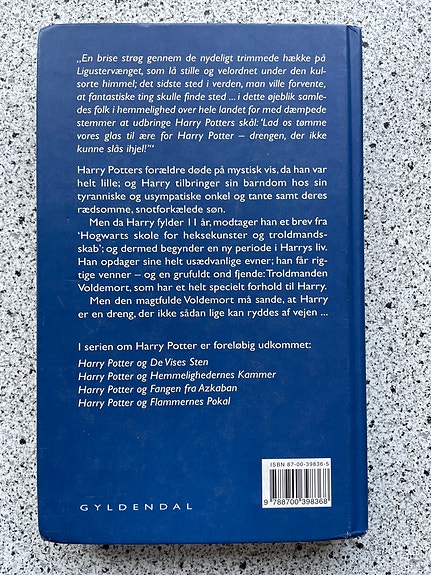 „En brise strøg gennem de nydeligt trimmede hække på
Ligustervænget, som lå stille og velordnet under den kul-
sorte himmel; det sidste sted i verden, man ville forvente,
at fantastiske ting skulle finde sted ... i dette øjeblik samle-
des folk i hemmelighed over hele landet for med dæmpede
stemmer at udbringe Harry Potters skål: ‘Lad os tømme
vores glas til ære for Harry Potter – drengen, der ikke
kunne slås ihjel!’“
Harry Potters forældre døde på mystisk vis, da han var
helt lille; og Harry tilbringer sin barndom hos sin
tyranniske og usympatiske onkel og tante samt deres
rædsomme, snotforkælede søn.
Men da Harry fylder 11 år, modtager han et brev fra
‘Hogwarts skole for heksekunster og troldmands-
skab’; og dermed begynder en ny periode i Harrys liv.
Han opdager sine helt usædvanlige evner; han får rig-
tige venner – og en grufuldt ond fjende: Troldmanden
Voldemort, som har et helt specielt forhold til Harry.
Men den magtfulde Voldemort må sande, at Harry
er en dreng, der ikke sådan lige kan ryddes af vejen ...
I serien om Harry Potter er foreløbig udkommet:
Harry Potter og De Vises Sten
Harry Potter og Hemmelighedernes Kammer
Harry Potter og Fangen fra Azkaban
Harry Potter og Flammernes Pokal
ISBN 87-00-39836-5
9 788700 398368
GYLDENDAL